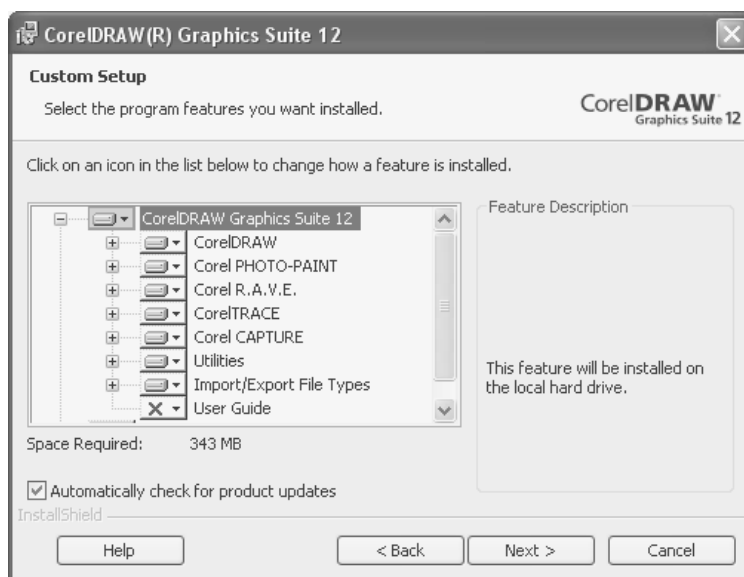 CorelDRAW(R) Graphics Suite 12
Custom Setup
Select the program features you want installed.
CorelDRAW
Graphics Suite 12
Click on an icon in the list below to change how a feature is installed.
CorelDRAW Graphics Suite 12
CorelDRAW
Corel PHOTO-PAINT
Corel R.A.V.E.
CorelTRACE
Corel CAPTURE
Utilities
Import/Export File Types
User Guide
Feature Description
This feature will be installed on
the local hard drive.
Space Required: 343 MB
Automatically check for product updates
InstallShield
Help < Back Next > Cancel